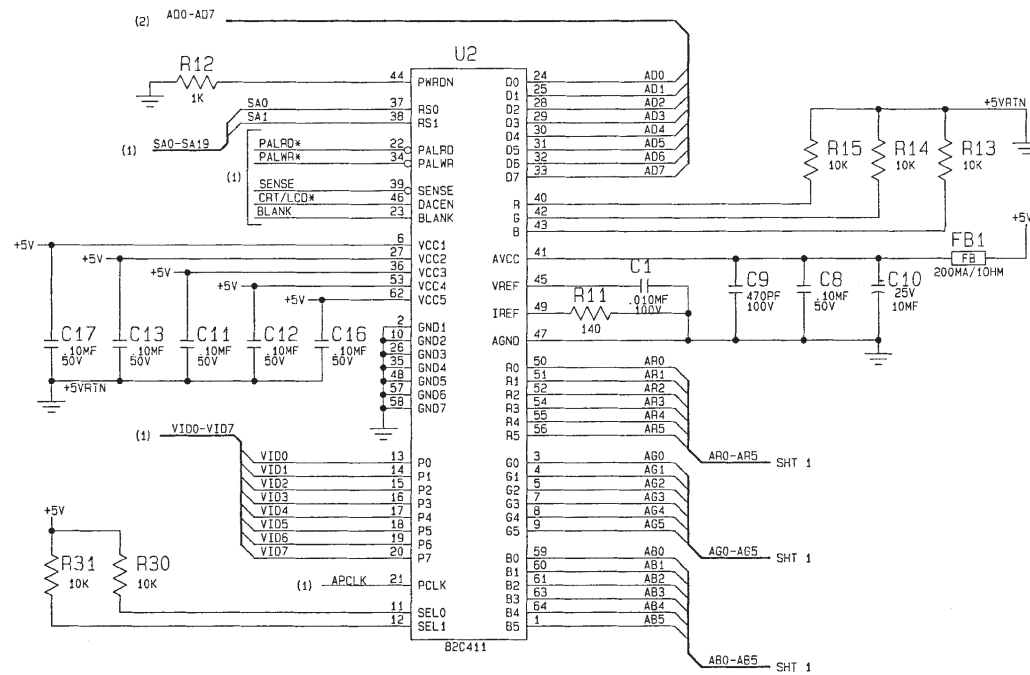 (2) AD0-AD7
U2
R12
1K
44 PWRDN
SA0 37 RS0
SA1 38 RS1
(1) SA0-SA19
(1)
PALRD* 22 PALRD
PALWR* 34 PALWR
SENSE 39 SENSE
CRT/LCD* 46 DACEN
BLANK 23 BLANK
+5V 6 VCC1
+5V 27 VCC2
+5V 36 VCC3
+5V 53 VCC4
+5V 62 VCC5
2 GND1
10 GND2
26 GND3
35 GND4
48 GND5
57 GND6
58 GND7
C17 .10MF 50V
C13 .10MF 50V
C11 .10MF 50V
C12 .10MF 50V
C16 .10MF 50V
+5VRTN
(1) VID0-VID7
VID0 13 P0
VID1 14 P1
VID2 15 P2
VID3 16 P3
VID4 17 P4
VID5 18 P5
VID6 19 P6
VID7 20 P7
+5V
R31 10K
R30 10K
(1) APCLK 21 PCLK
11 SEL0
12 SEL1
D0 24 AD0
D1 25 AD1
D2 28 AD2
D3 29 AD3
D4 30 AD4
D5 31 AD5
D6 32 AD6
D7 33 AD7
R 40
G 42
B 43
R15 10K
R14 10K
R13 10K
+5VRTN
+5V
AVCC 41
FB1
FB
200MA/10HM
VREF 45
C1
.010MF
100V
IREF 49
R11
140
AGND 47
C9 470PF 100V
C8 .10MF 50V
C10 25V 10MF
R0 50 AR0
R1 51 AR1
R2 52 AR2
R3 54 AR3
R4 55 AR4
R5 56 AR5
AR0-AR5 SHT 1
G0 3 AG0
G1 4 AG1
G2 5 AG2
G3 7 AG3
G4 8 AG4
G5 9 AG5
AG0-AG5 SHT 1
B0 59 AB0
B1 60 AB1
B2 61 AB2
B3 63 AB3
B4 64 AB4
B5 1 AB5
AB0-AB5 SHT 1
82C411